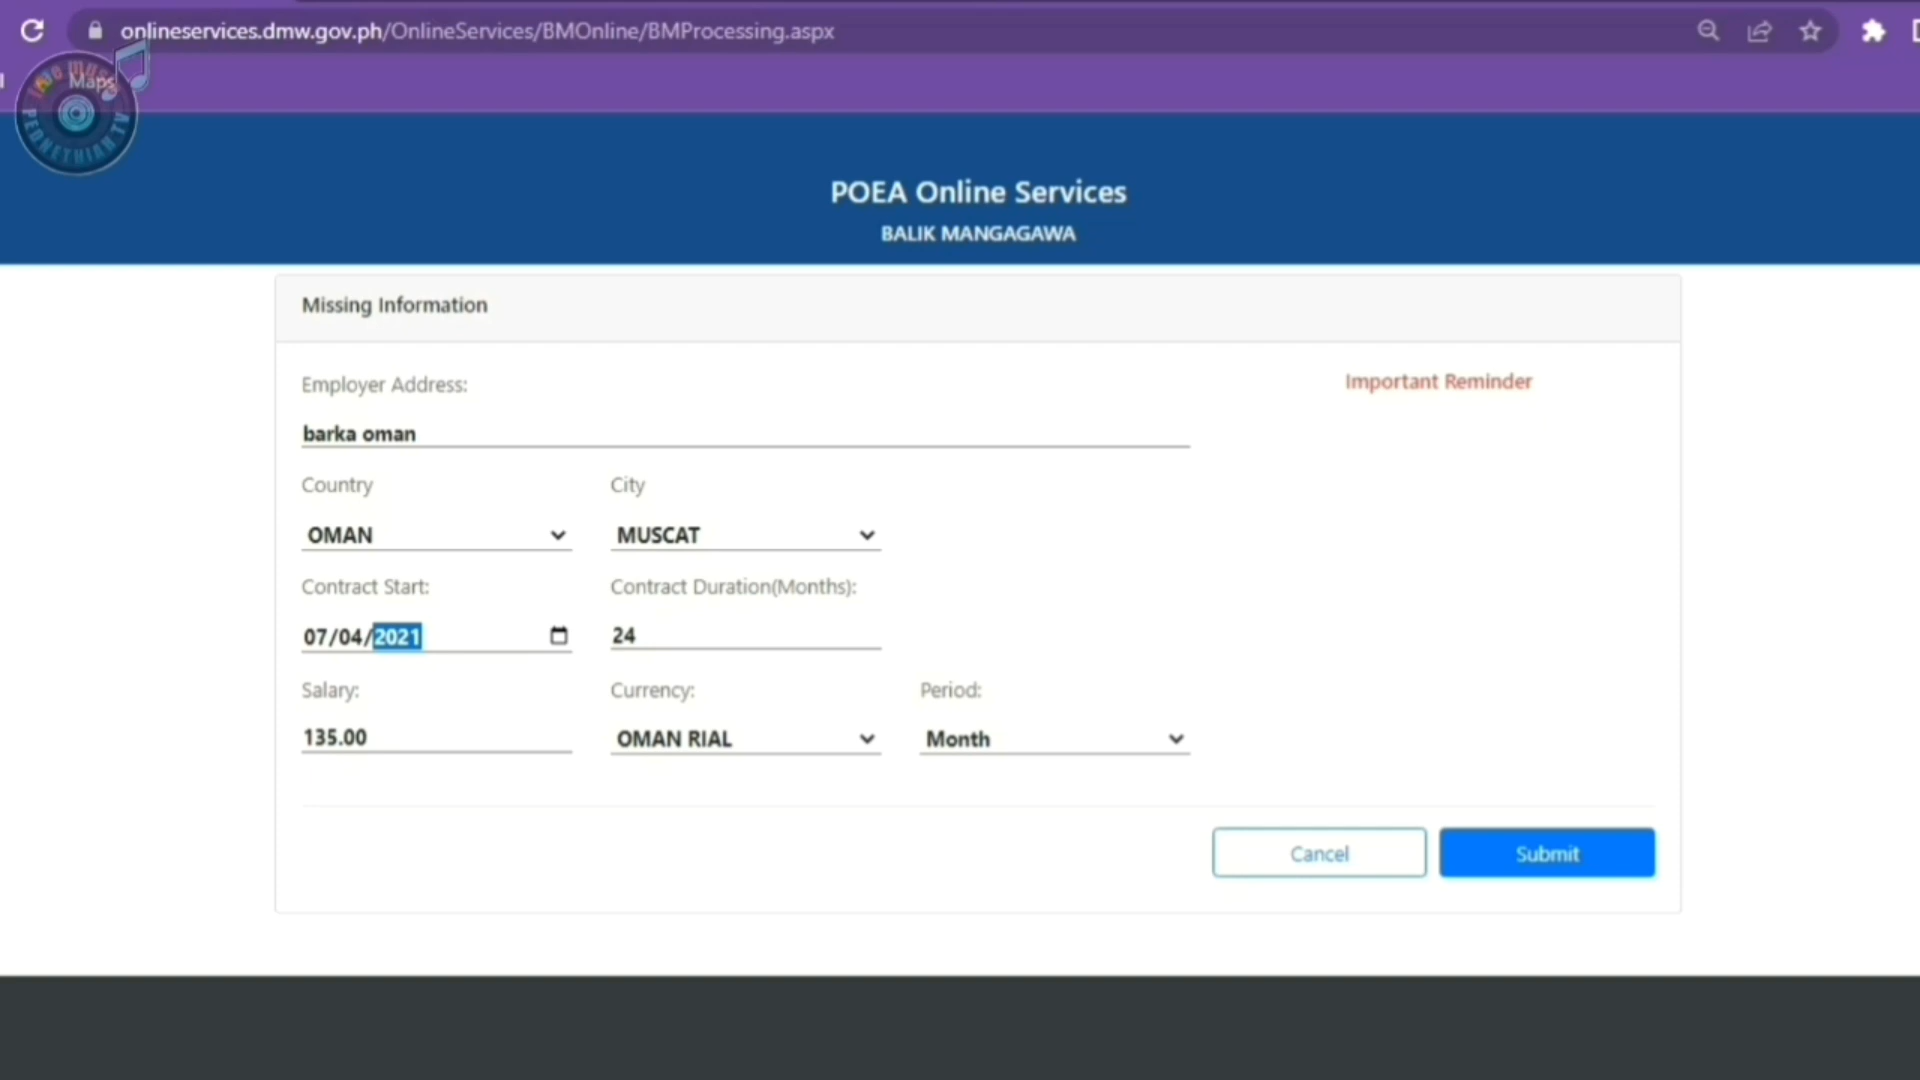 onlineservices.dmw.gov.ph/OnlineServices/BMOnline/BMProcessing.aspx
Maps
PEDNETHIAN TV
POEA Online Services
BALIK MANGAGAWA
Missing Information
Employer Address:
Important Reminder
barka oman
Country City
OMAN MUSCAT
Contract Start: Contract Duration(Months):
07/04/2021 24
Salary: Currency: Period:
135.00 OMAN RIAL Month
Cancel Submit